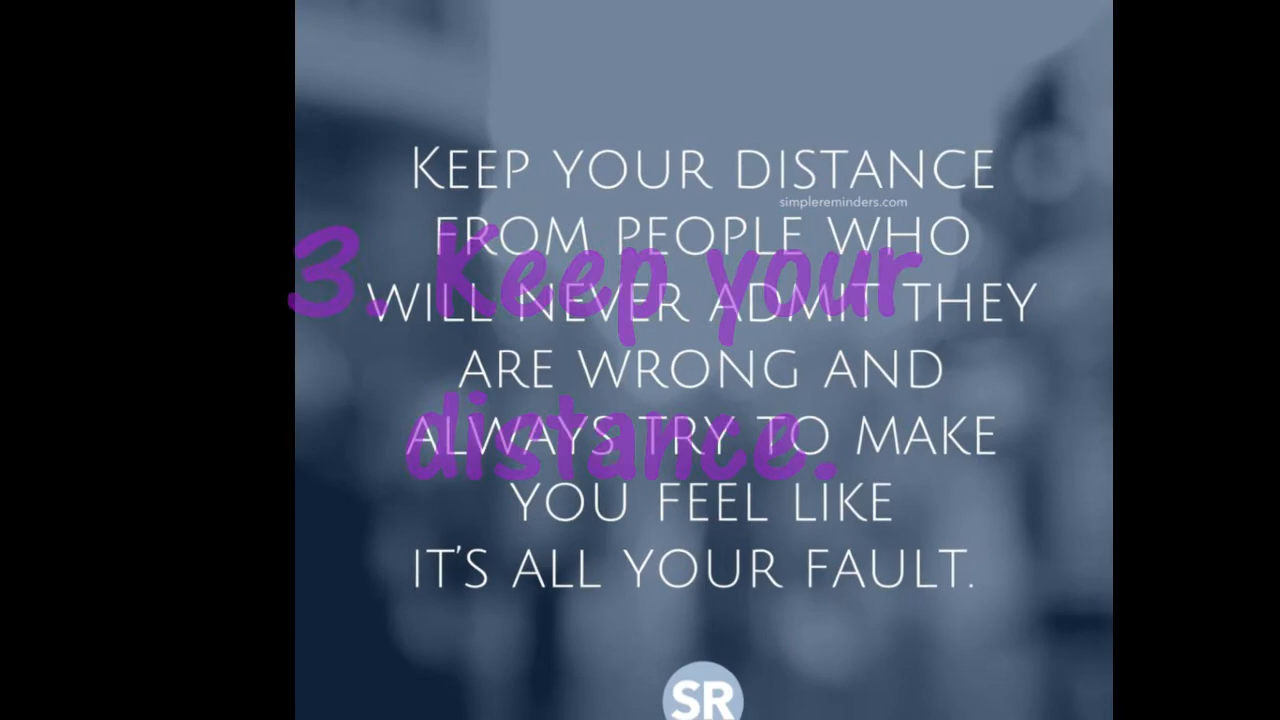 KEEP YOUR DISTANCE
simplereminders.com
FROM PEOPLE WHO
3. Keep your
WILL NEVER ADMIT THEY
ARE WRONG AND
distance.
ALWAYS TRY TO MAKE
YOU FEEL LIKE
IT'S ALL YOUR FAULT.
SR